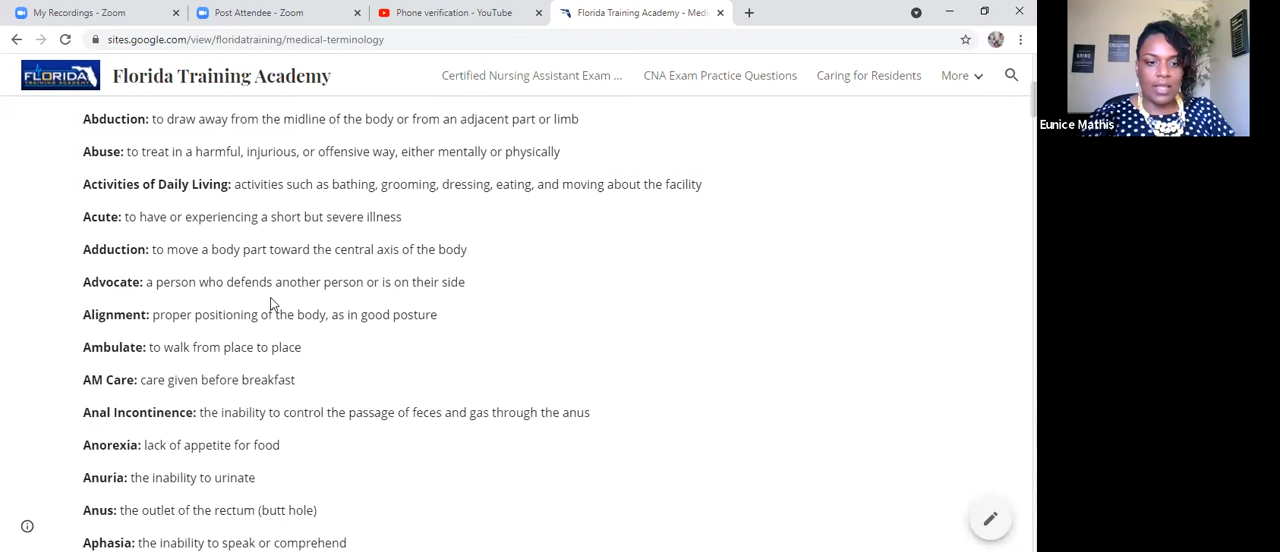 My Recordings - Zoom
Post Attendee - Zoom
Phone verification - YouTube
Florida Training Academy - Medi
sites.google.com/view/floridatraining/medical-terminology
FLORIDA
TRAINING ACADEMY
Florida Training Academy
Certified Nursing Assistant Exam ...
CNA Exam Practice Questions
Caring for Residents
More
Abduction: to draw away from the midline of the body or from an adjacent part or limb
Abuse: to treat in a harmful, injurious, or offensive way, either mentally or physically
Activities of Daily Living: activities such as bathing, grooming, dressing, eating, and moving about the facility
Acute: to have or experiencing a short but severe illness
Adduction: to move a body part toward the central axis of the body
Advocate: a person who defends another person or is on their side
Alignment: proper positioning of the body, as in good posture
Ambulate: to walk from place to place
AM Care: care given before breakfast
Anal Incontinence: the inability to control the passage of feces and gas through the anus
Anorexia: lack of appetite for food
Anuria: the inability to urinate
Anus: the outlet of the rectum (butt hole)
Aphasia: the inability to speak or comprehend
GRIND
EXECUTION
Eunice Mathis